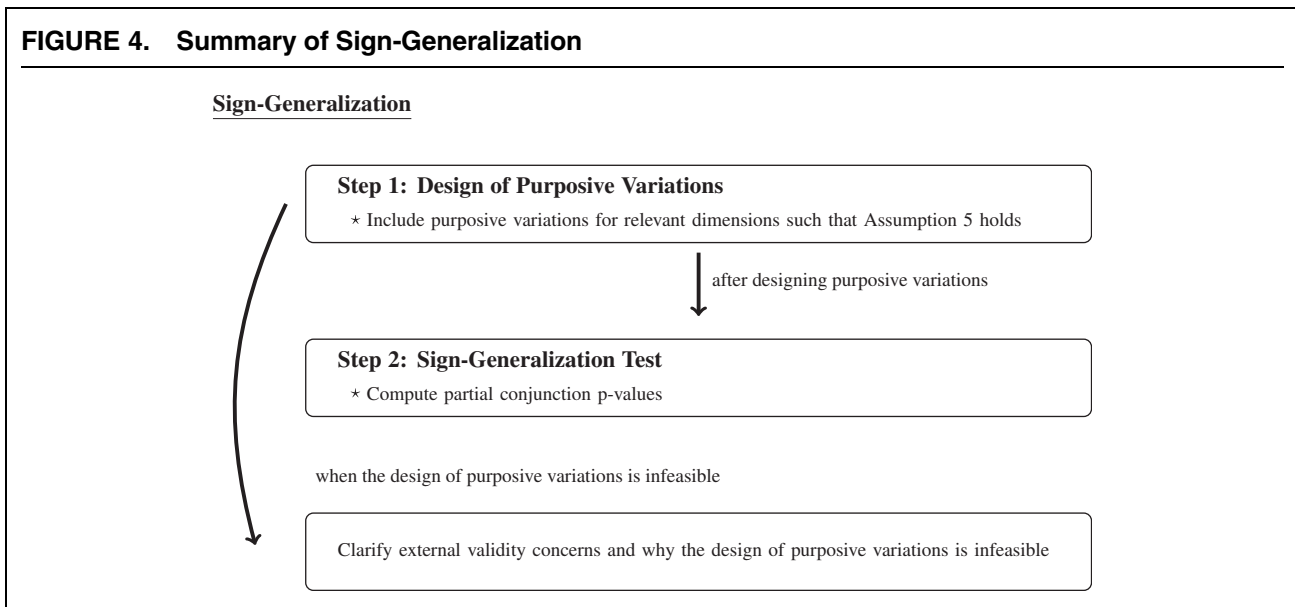 FIGURE 4. Summary of Sign-Generalization
Sign-Generalization
Step 1: Design of Purposive Variations
⋆ Include purposive variations for relevant dimensions such that Assumption 5 holds
after designing purposive variations
Step 2: Sign-Generalization Test
⋆ Compute partial conjunction p-values
when the design of purposive variations is infeasible
Clarify external validity concerns and why the design of purposive variations is infeasible